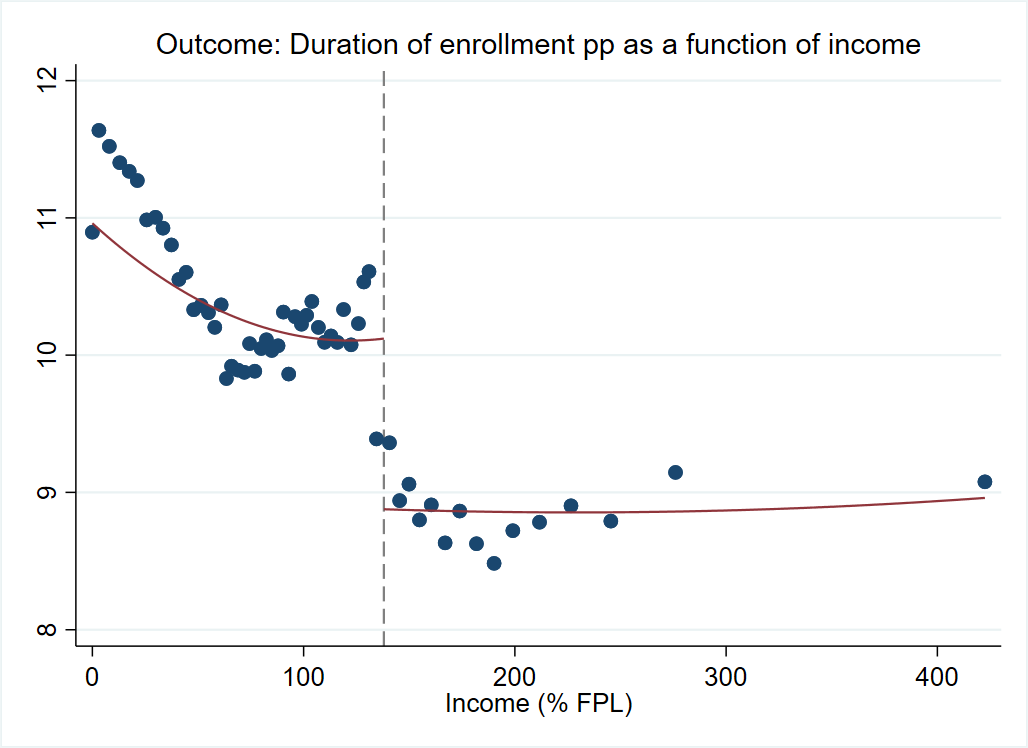 Outcome: Duration of enrollment pp as a function of income
12
11
10
9
8
0 100 200 300 400
Income (% FPL)